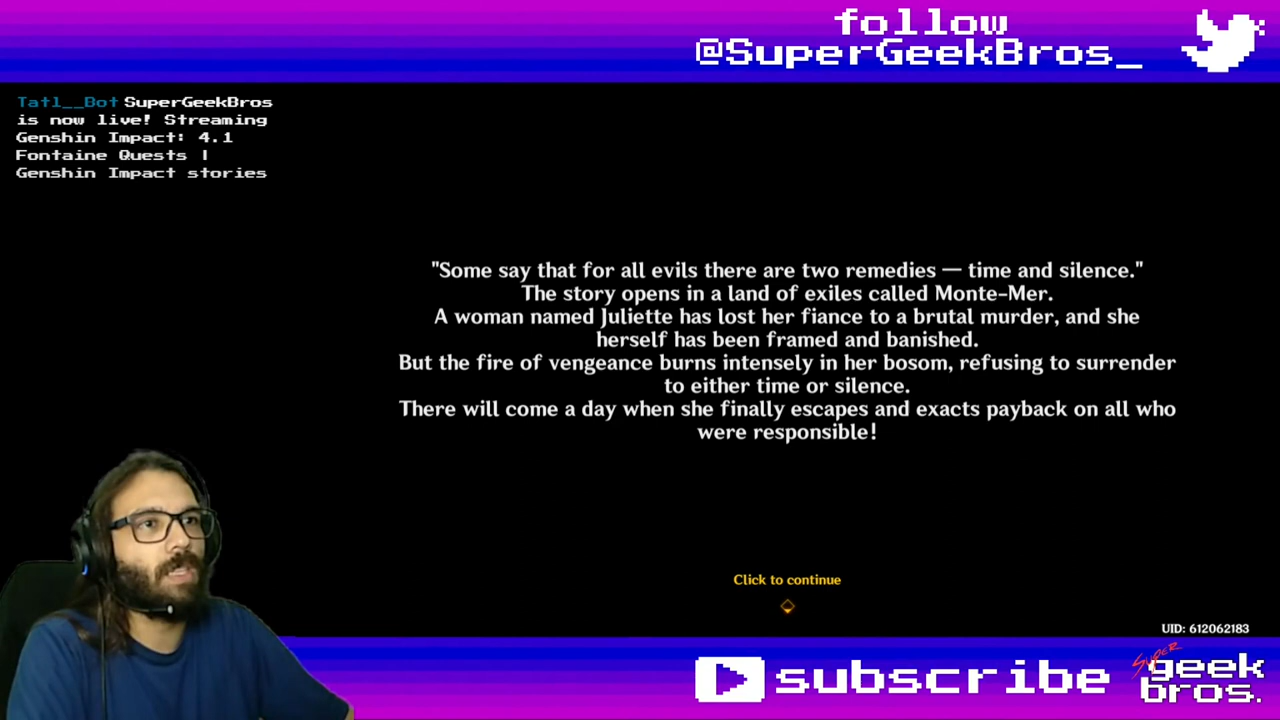 follow
@SuperGeekBros_
Tatl__Bot SuperGeekBros
is now live! Streaming
Genshin Impact: 4.1
Fontaine Quests |
Genshin Impact stories
"Some say that for all evils there are two remedies — time and silence."
The story opens in a land of exiles called Monte-Mer.
A woman named Juliette has lost her fiance to a brutal murder, and she
herself has been framed and banished.
But the fire of vengeance burns intensely in her bosom, refusing to surrender
to either time or silence.
There will come a day when she finally escapes and exacts payback on all who
were responsible!
Click to continue
UID: 612062183
subscribe
SUPER
geek
bros.